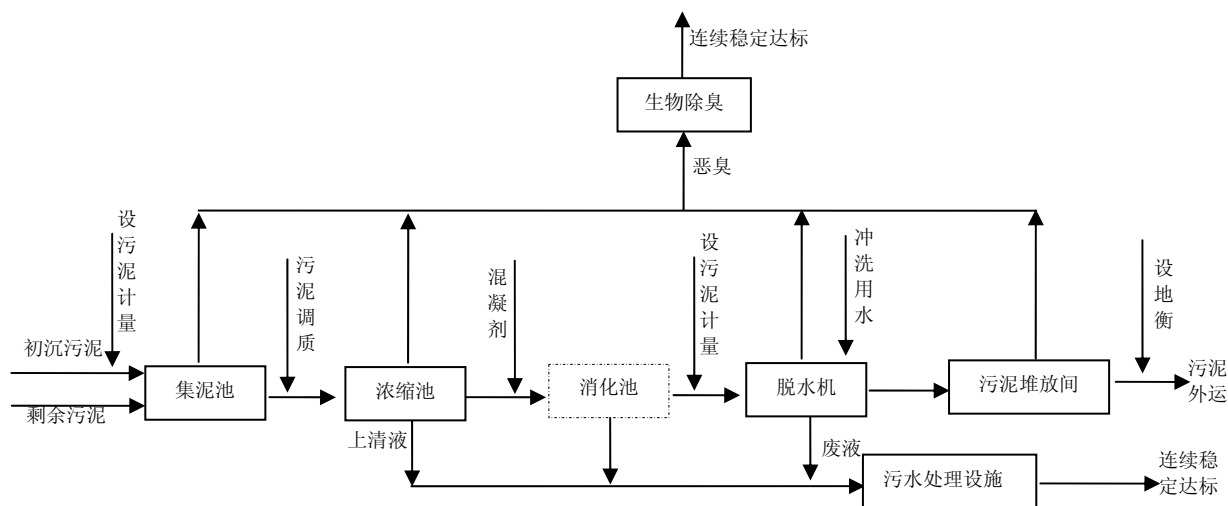 连续稳定达标
生物除臭
恶臭
设污泥计量
污泥调质
混凝剂
设污泥计量
冲洗用水
设地衡
初沉污泥
剩余污泥
集泥池
浓缩池
消化池
脱水机
污泥堆放间
污泥
外运
上清液
废液
污水处理设施
连续稳
定达标